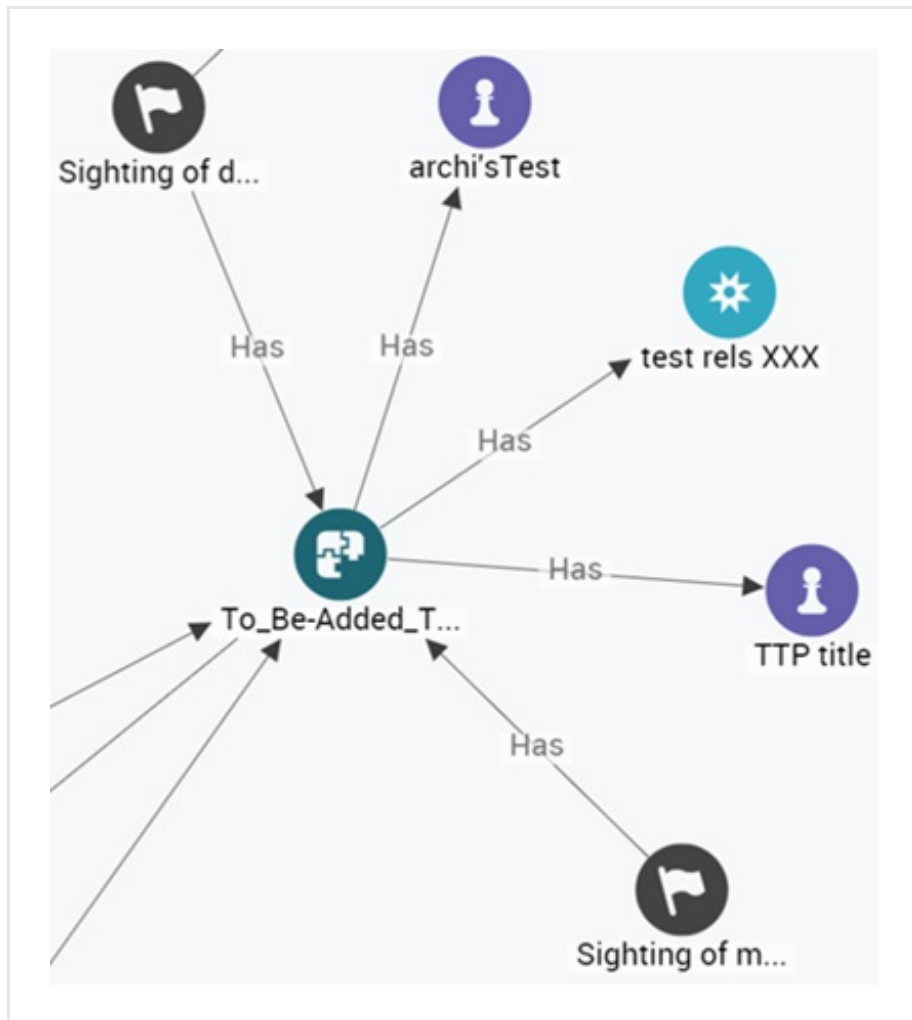 archi'sTest
Sighting of d...
Has
Has
test rels XXX
Has
Has
To_Be-Added_T...
TTP title
Has
Sighting of m...